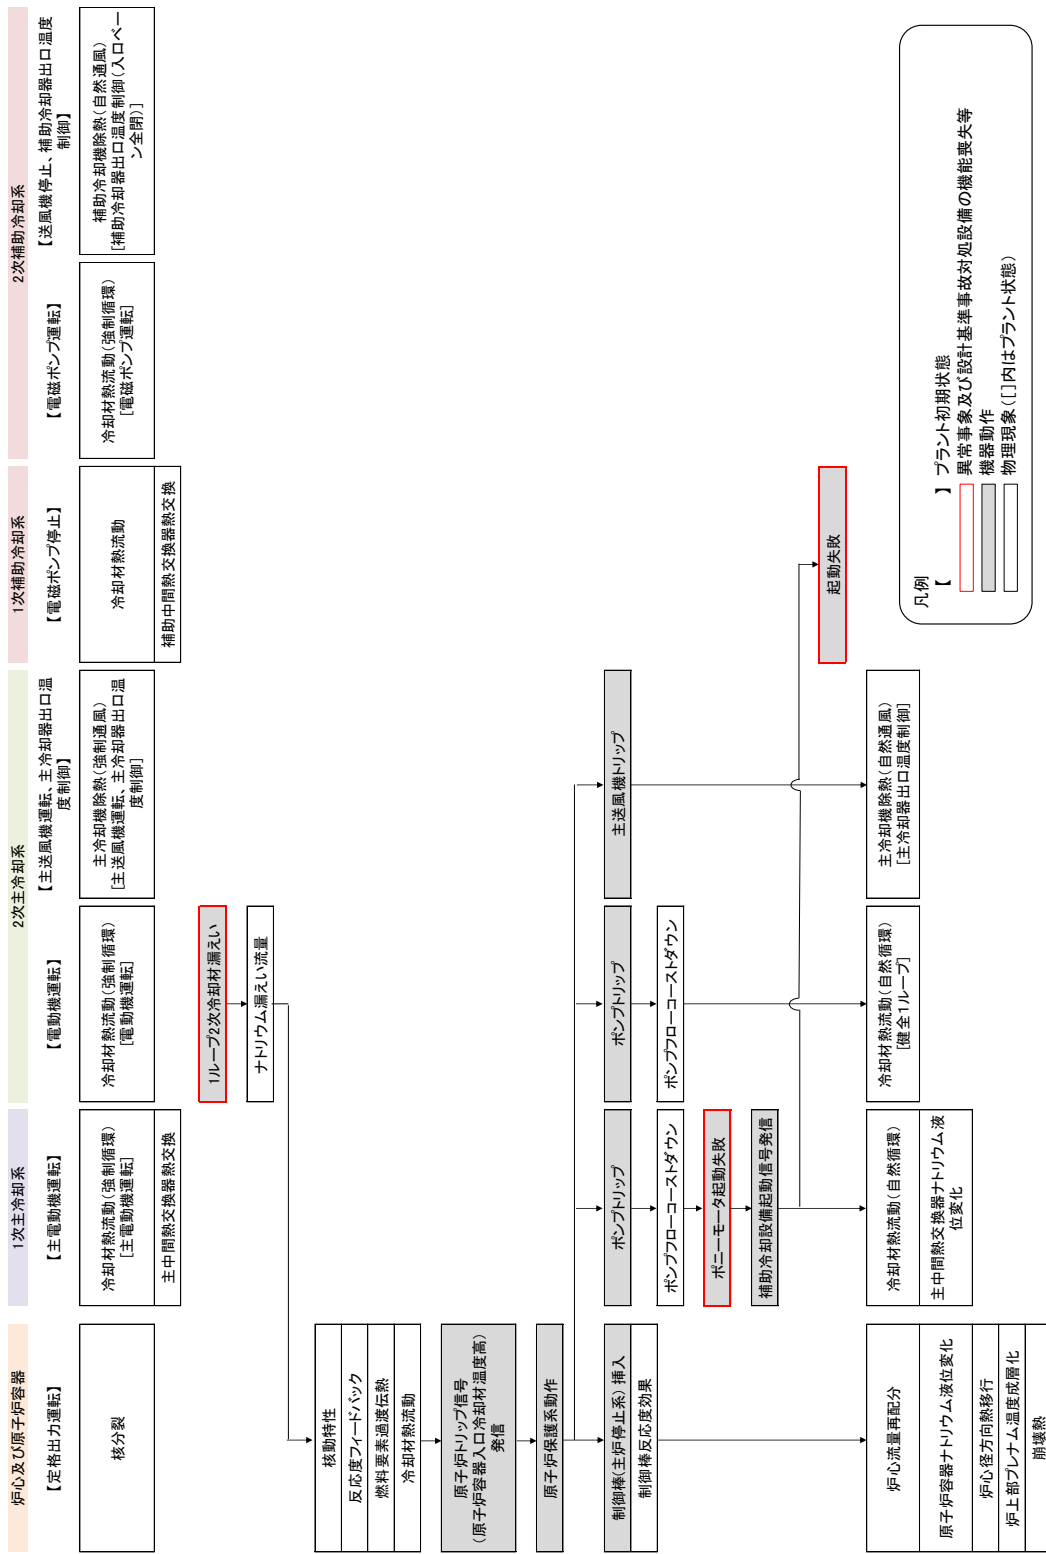 炉心及び原子炉容器
【定格出力運転】
核分裂
核動特性
反応度フィードバック
燃料要素過渡伝熱
冷却材熱流動
原子炉トリップ信号
(原子炉容器入口冷却材温度高)
発信
原子炉保護系動作
制御棒(主炉停止系) 挿入
制御棒反応度効果
炉心流量再配分
原子炉容器ナトリウム液位変化
炉心径方向熱移行
炉上部プレナム温度成層化
崩壊熱
1次主冷却系
【主電動機運転】
冷却材熱流動(強制循環)
[主電動機運転]
主中間熱交換器熱交換
ポンプトリップ
ポンプフローコーストダウン
ポニーモータ起動失敗
補助冷却設備起動信号発信
冷却材熱流動(自然循環)
主中間熱交換器ナトリウム液
位変化
2次主冷却系
【電動機運転】
冷却材熱流動(強制循環)
[電動機運転]
1ループ2次冷却材漏えい
ナトリウム漏えい流量
ポンプトリップ
ポンプフローコーストダウン
冷却材熱流動(自然循環)
[健全1ループ]
【主送風機運転、主冷却器出口温
度制御】
主冷却機除熱(強制通風)
[主送風機運転、主冷却器出口温
度制御]
主送風機トリップ
主冷却機除熱(自然通風)
[主冷却器出口温度制御]
1次補助冷却系
【電磁ポンプ停止】
冷却材熱流動
補助中間熱交換器熱交換
起動失敗
2次補助冷却系
【電磁ポンプ運転】
冷却材熱流動(強制循環)
[電磁ポンプ運転]
【送風機停止、補助冷却器出口温度
制御】
補助冷却機除熱(自然通風)
[補助冷却器出口温度制御(入口ベー
ン全閉)]
凡例
【 】 プラント初期状態
異常事象及び設計基準事故対処設備の機能喪失等
機器動作
物理現象([]内はプラント状態)